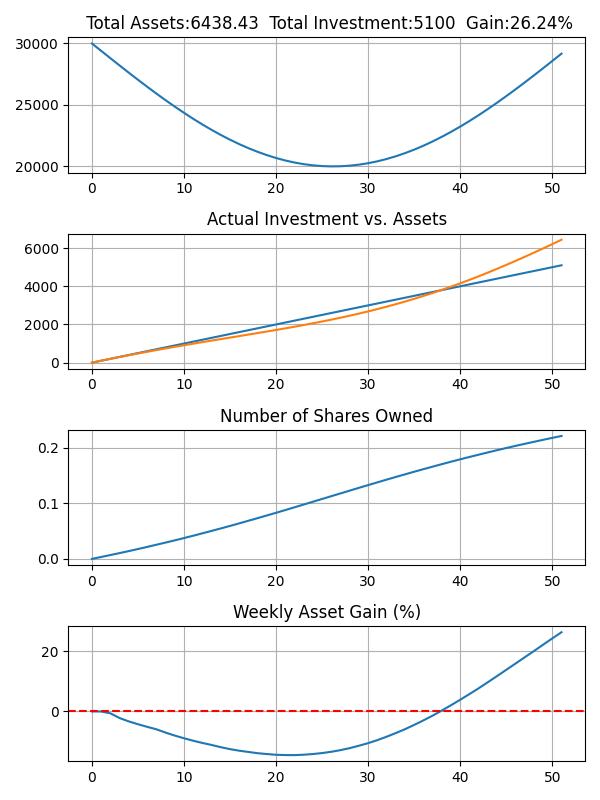 Total Assets:6438.43  Total Investment:5100  Gain:26.24%
30000
25000
20000
0 10 20 30 40 50
Actual Investment vs. Assets
6000
4000
2000
0
0 10 20 30 40 50
Number of Shares Owned
0.2
0.1
0.0
0 10 20 30 40 50
Weekly Asset Gain (%)
20
0
0 10 20 30 40 50